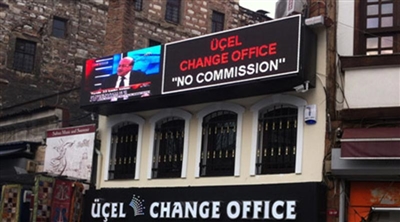 ÜÇEL
CHANGE OFFICE
"NO COMMISSION"
ÜÇEL CHANGE OFFICE